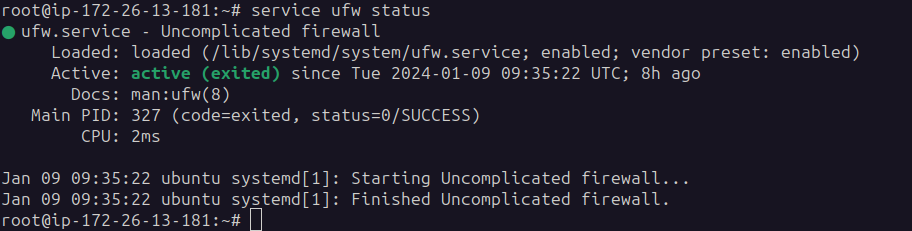 root@ip-172-26-13-181:~# service ufw status
● ufw.service - Uncomplicated firewall
Loaded: loaded (/lib/systemd/system/ufw.service; enabled; vendor preset: enabled)
Active: active (exited) since Tue 2024-01-09 09:35:22 UTC; 8h ago
Docs: man:ufw(8)
Main PID: 327 (code=exited, status=0/SUCCESS)
CPU: 2ms
Jan 09 09:35:22 ubuntu systemd[1]: Starting Uncomplicated firewall...
Jan 09 09:35:22 ubuntu systemd[1]: Finished Uncomplicated firewall.
root@ip-172-26-13-181:~#